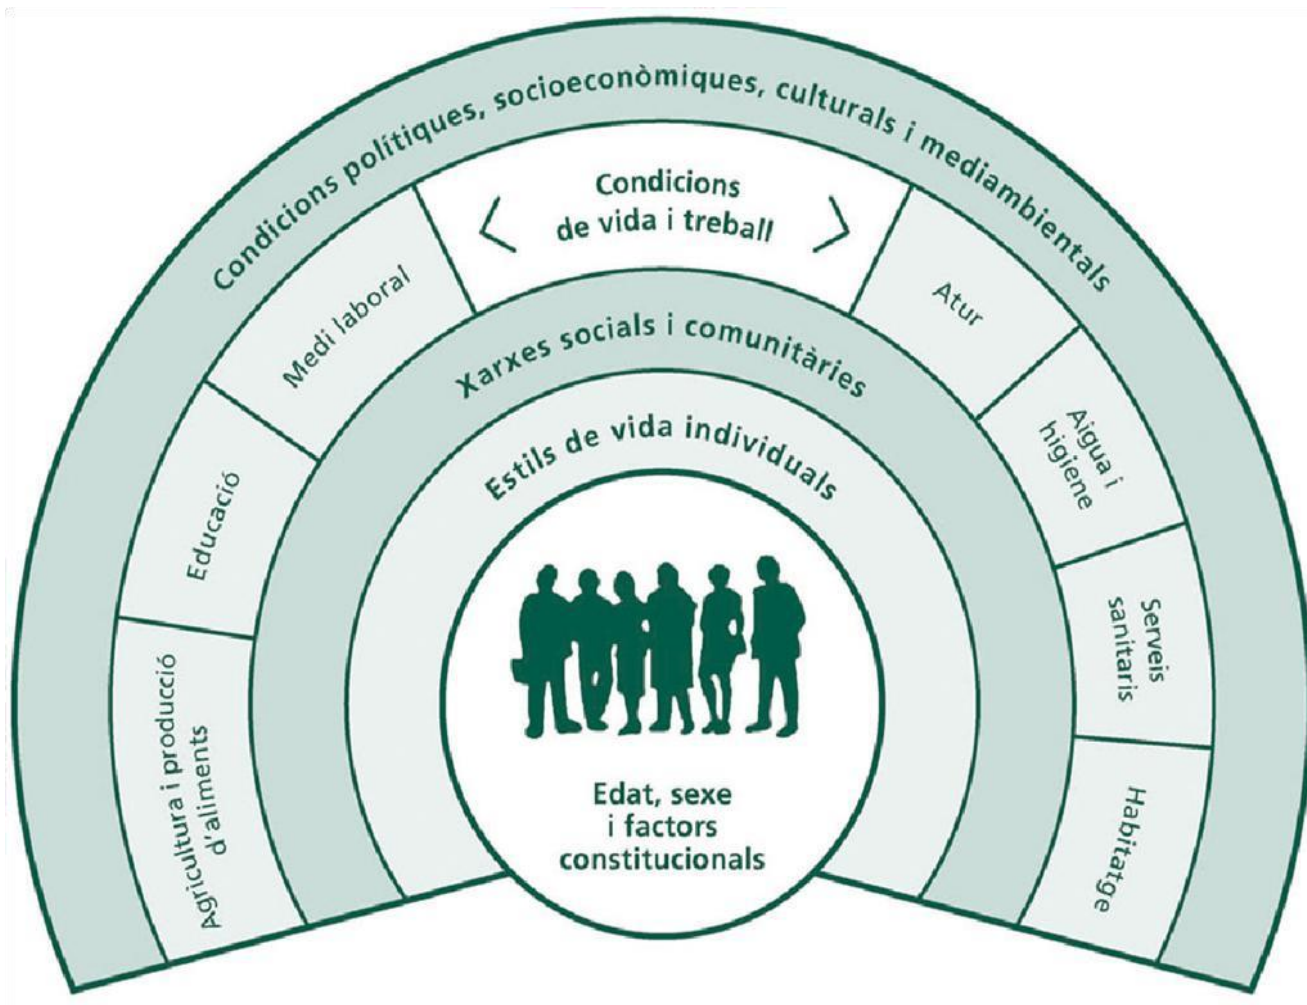 Condicions polítiques, socioeconòmiques, culturals i mediambientals
Condicions
de vida i treball
Medi laboral
Educació
Agricultura i producció
d'aliments
Atur
Aigua i
higiene
Serveis
sanitaris
Habitatge
Xarxes socials i comunitàries
Estils de vida individuals
Edat, sexe
i factors
constitucionals